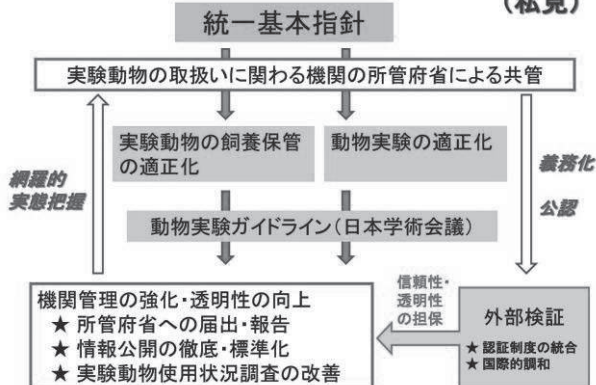 (私見)
統一基本指針
実験動物の取扱いに関わる機関の所管府省による共管
実験動物の飼養保管
の適正化
動物実験の適正化
網羅的
実態把握
義務化
公認
動物実験ガイドライン(日本学術会議)
機関管理の強化・透明性の向上
★ 所管府省への届出・報告
★ 情報公開の徹底・標準化
★ 実験動物使用状況調査の改善
信頼性・
透明性
の担保
外部検証
★ 認証制度の統合
★ 国際的調和